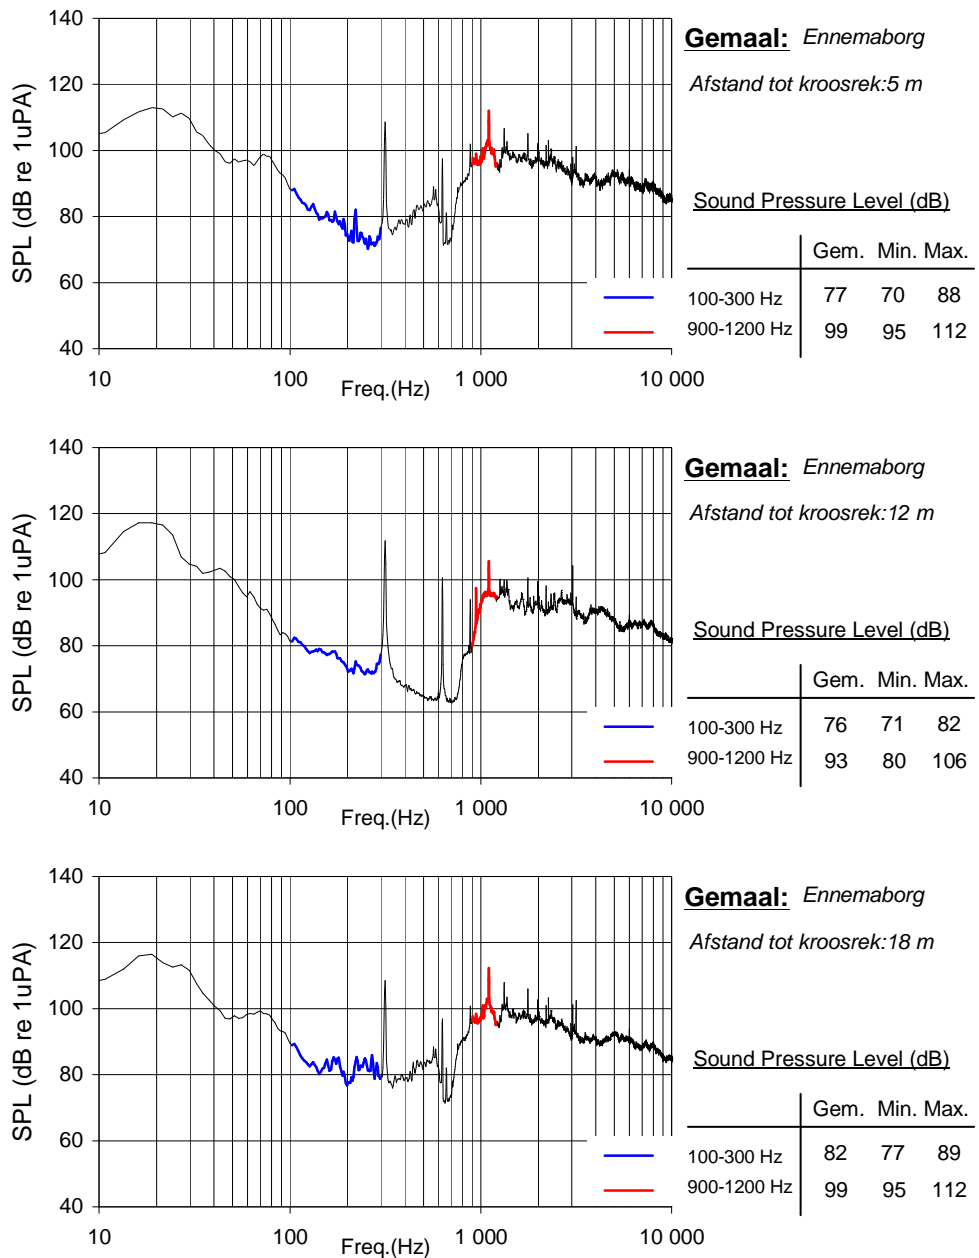 140
120
100
80
60
40
SPL (dB re 1uPA)
10
100
1 000
10 000
Freq.(Hz)
Gemaal: Ennemaborg
Afstand tot kroosrek:5 m
Sound Pressure Level (dB)
Gem. Min. Max.
100-300 Hz 77 70 88
900-1200 Hz 99 95 112
140
120
100
80
60
40
SPL (dB re 1uPA)
10
100
1 000
10 000
Freq.(Hz)
Gemaal: Ennemaborg
Afstand tot kroosrek:12 m
Sound Pressure Level (dB)
Gem. Min. Max.
100-300 Hz 76 71 82
900-1200 Hz 93 80 106
140
120
100
80
60
40
SPL (dB re 1uPA)
10
100
1 000
10 000
Freq.(Hz)
Gemaal: Ennemaborg
Afstand tot kroosrek:18 m
Sound Pressure Level (dB)
Gem. Min. Max.
100-300 Hz 82 77 89
900-1200 Hz 99 95 112